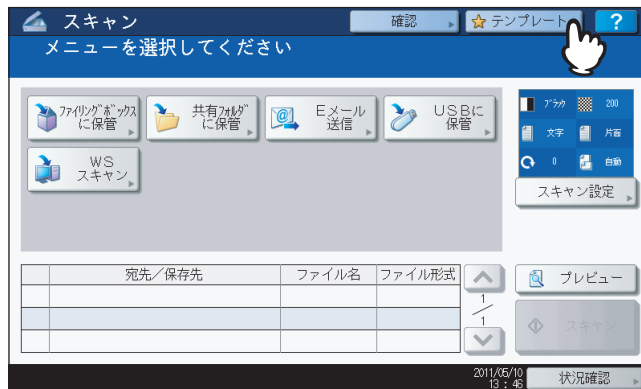 スキャン
確認
テンプレート
?
メニューを選択してください
ファイリングボックス
に保管
共有フォルダ
に保管
Eメール
送信
USBに
保管
WS
スキャン
ブラック
200
文字
片面
0
自動
スキャン設定
宛先/保存先
ファイル名
ファイル形式
1
1
プレビュー
スキャン
2011/05/10
13:46
状況確認